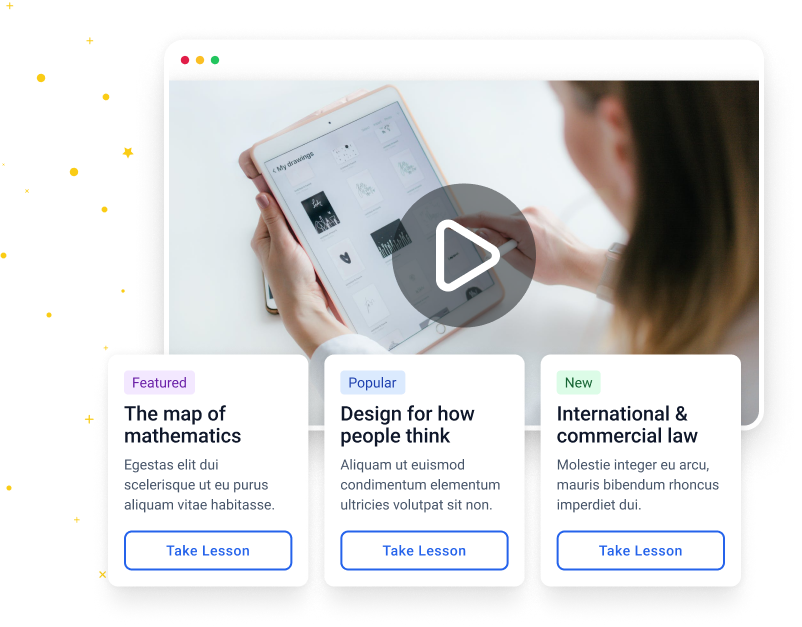 < My drawings
Featured
The map of
mathematics
Egestas elit dui
scelerisque ut eu purus
aliquam vitae habitasse.
Take Lesson
Popular
Design for how
people think
Aliquam ut euismod
condimentum elementum
ultricies volutpat sit non.
Take Lesson
New
International &
commercial law
Molestie integer eu arcu,
mauris bibendum rhoncus
imperdiet dui.
Take Lesson